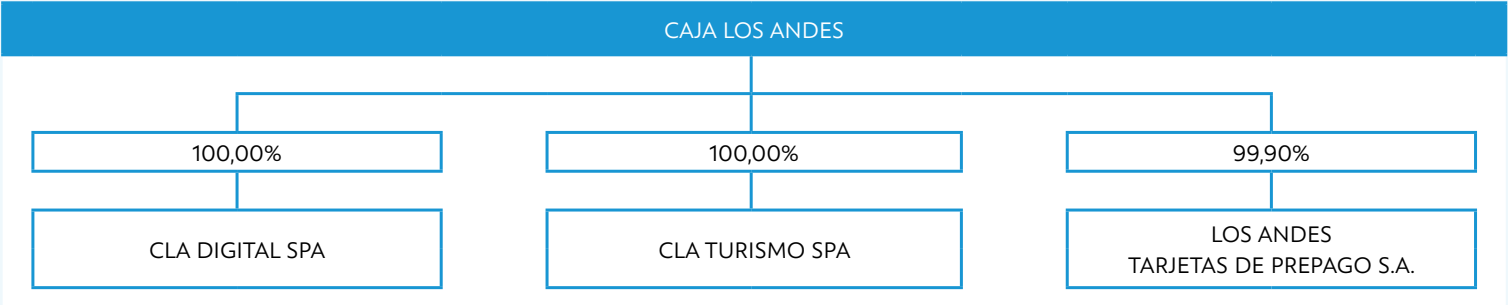 CAJA LOS ANDES
100,00%
100,00%
99,90%
CLA DIGITAL SPA
CLA TURISMO SPA
LOS ANDES
TARJETAS DE PREPAGO S.A.